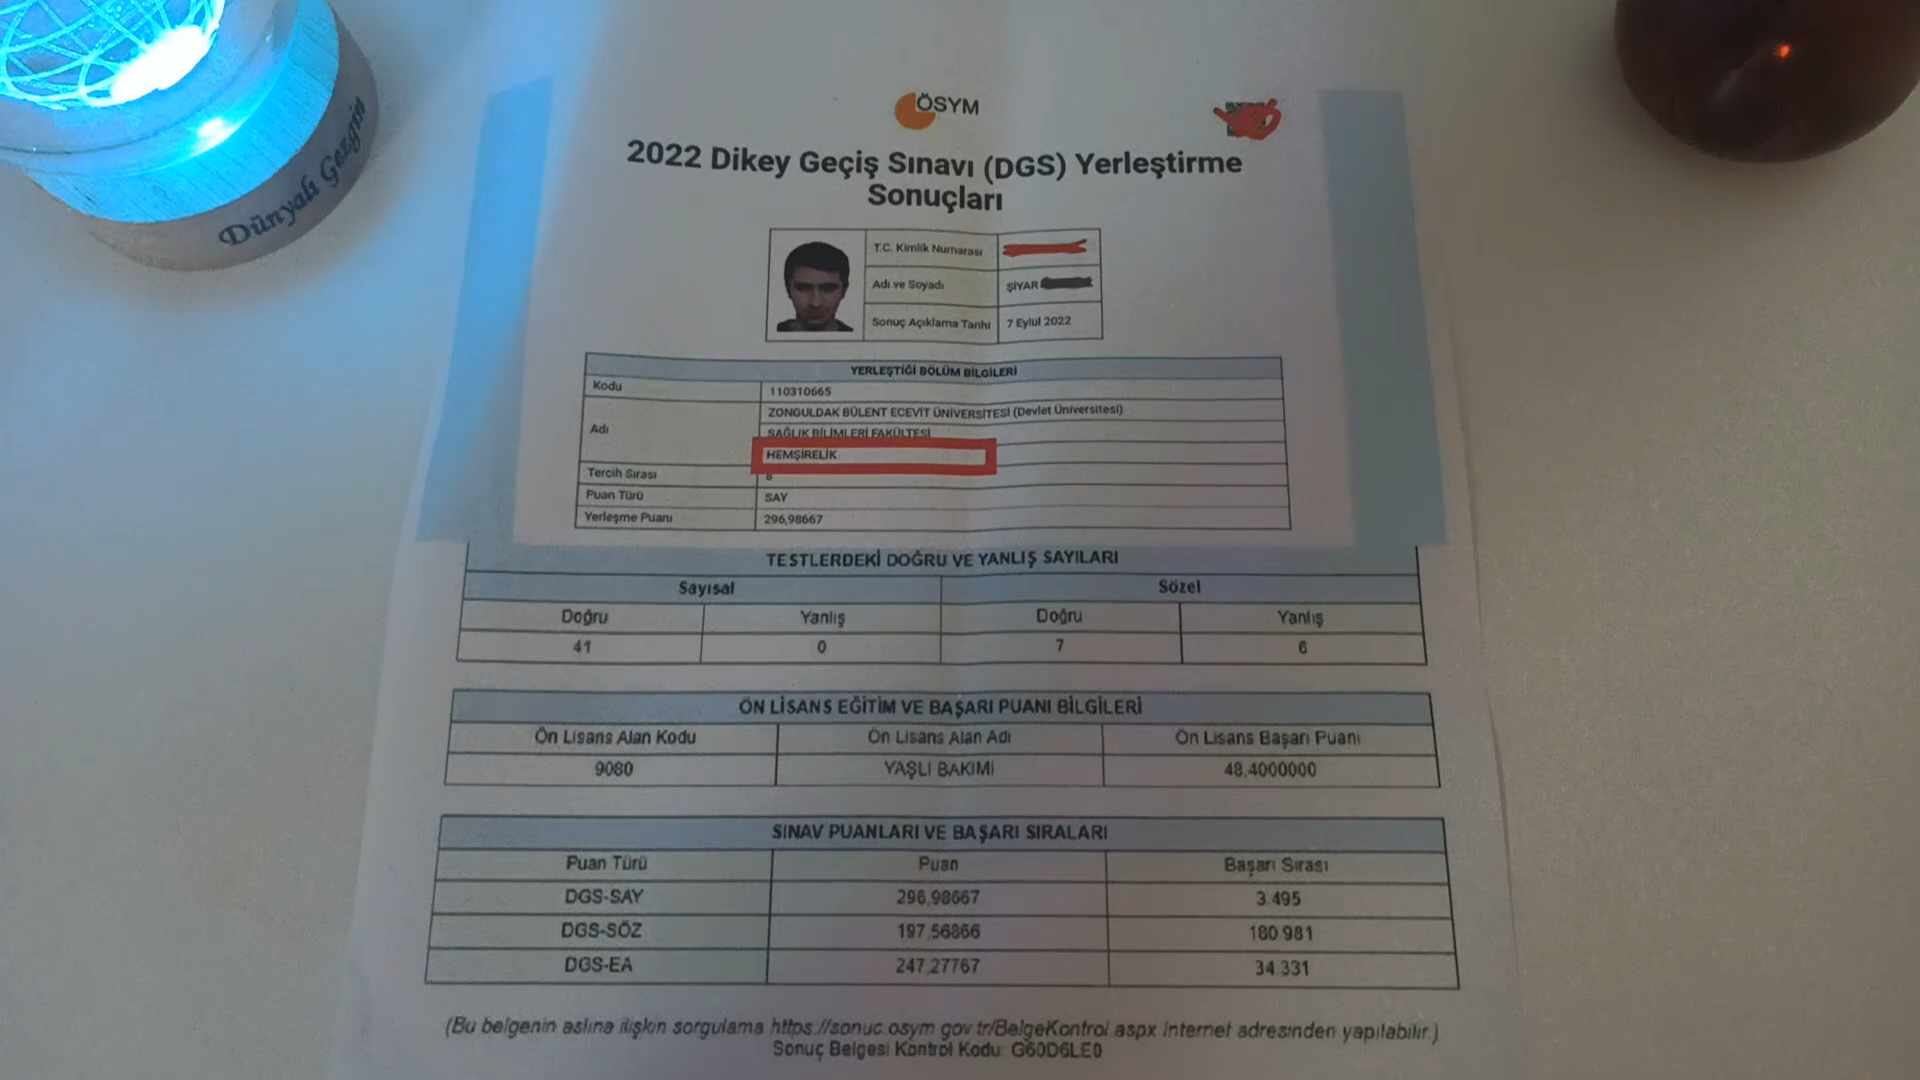 Dünyalı Gezgin
ÖSYM
2022 Dikey Geçiş Sınavı (DGS) Yerleştirme
Sonuçları
T.C. Kimlik Numarası
Adı ve Soyadı ŞİYAR
Sonuç Açıklama Tarihi 7 Eylül 2022
YERLEŞTİĞİ BÖLÜM BİLGİLERİ
Kodu 110310665
Adı ZONGULDAK BÜLENT ECEVİT ÜNİVERSİTESİ (Devlet Üniversitesi)
SAĞLIK BİLİMLERİ FAKÜLTESİ
HEMŞİRELİK
Tercih Sırası
Puan Türü SAY
Yerleşme Puanı 296,98667
TESTLERDEKİ DOĞRU VE YANLIŞ SAYILARI
Sayısal Sözel
Doğru Yanlış Doğru Yanlış
41 0 7 6
ÖN LİSANS EĞİTİM VE BAŞARI PUANI BİLGİLERİ
Ön Lisans Alan Kodu Ön Lisans Alan Adı Ön Lisans Başarı Puanı
9080 YAŞLI BAKIMI 48,4000000
SINAV PUANLARI VE BAŞARI SIRALARI
Puan Türü Puan Başarı Sırası
DGS-SAY 296,98667 3.495
DGS-SÖZ 197,56866 180.981
DGS-EA 247,27767 34.331
(Bu belgenin aslına ilişkin sorgulama https://sonuc.osym.gov.tr/BelgeKontrol.aspx internet adresinden yapılabilir.)
Sonuç Belgesi Kontrol Kodu: G60D6LE0